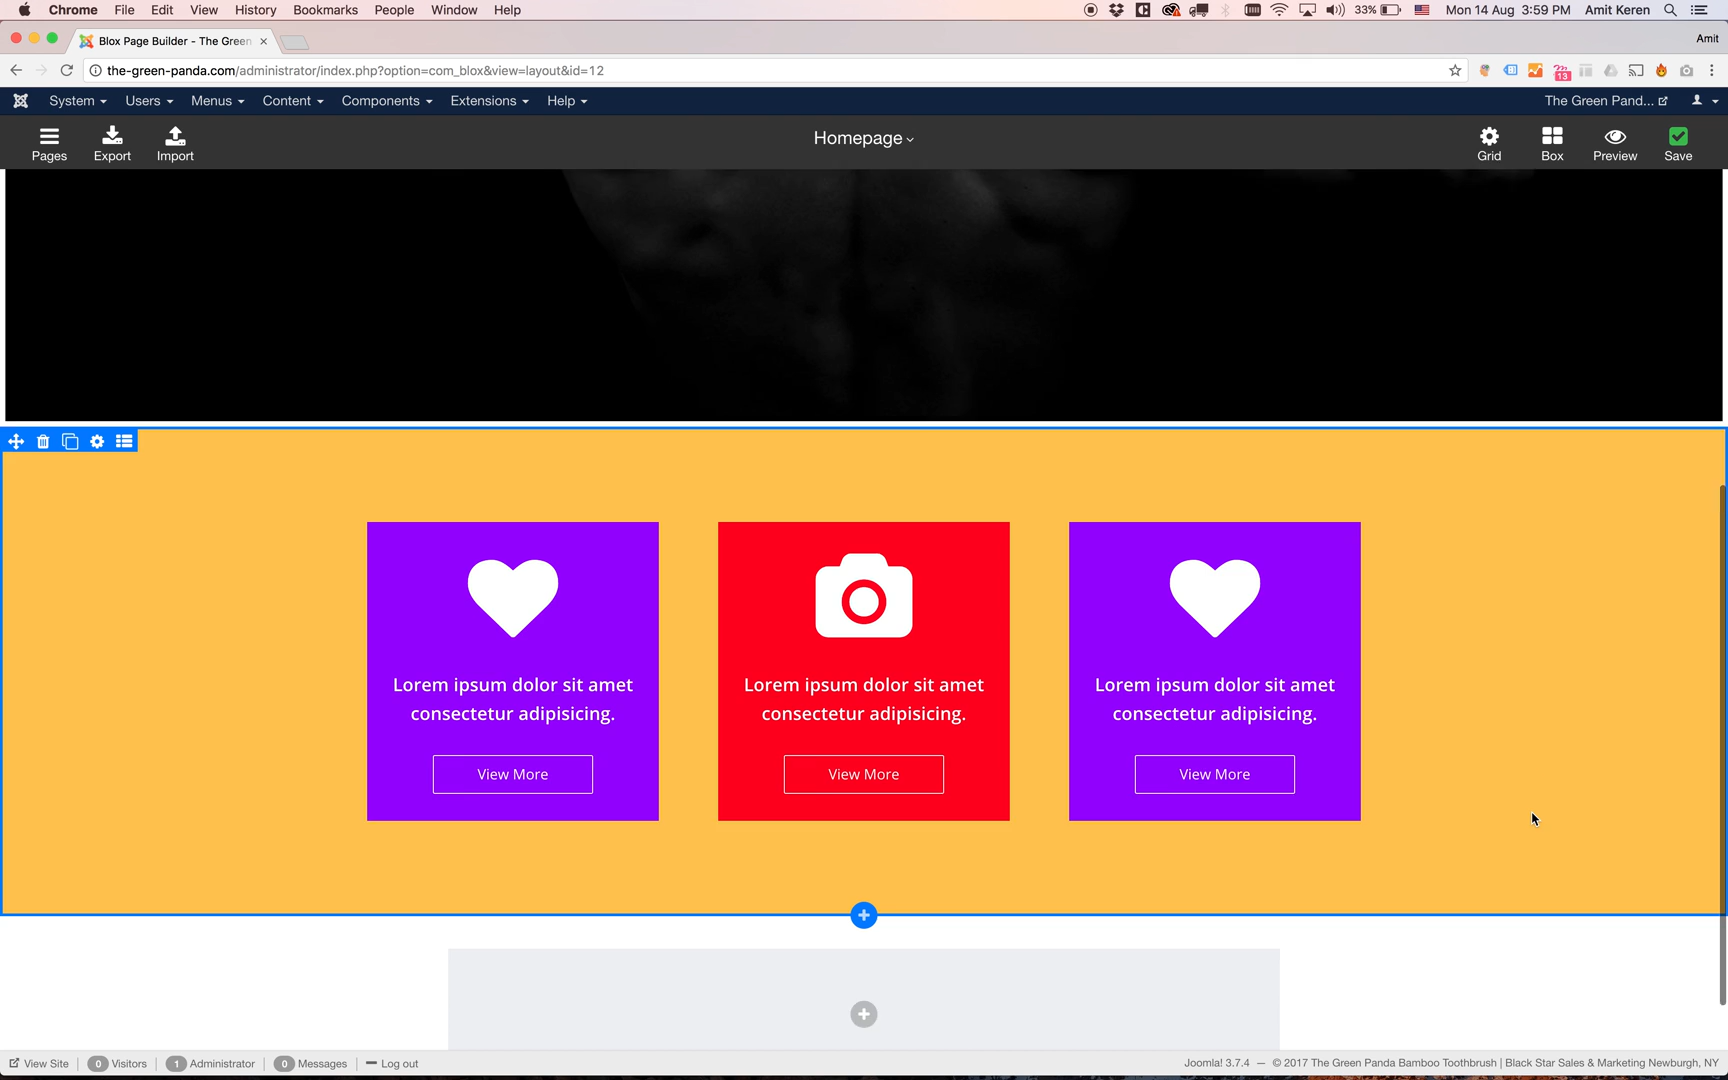 Chrome File Edit View History Bookmarks People Window Help 33% Mon 14 Aug 3:59 PM Amit Keren
Blox Page Builder - The Green Amit
the-green-panda.com/administrator/index.php?option=com_blox&view=layout&id=12 13
System Users Menus Content Components Extensions Help The Green Pand...
Homepage
Pages Export Import Grid Box Preview Save
Lorem ipsum dolor sit amet
consectetur adipisicing.
View More
Lorem ipsum dolor sit amet
consectetur adipisicing.
View More
Lorem ipsum dolor sit amet
consectetur adipisicing.
View More
View Site 0 Visitors 1 Administrator 0 Messages Log out Joomla! 3.7.4 — © 2017 The Green Panda Bamboo Toothbrush | Black Star Sales & Marketing Newburgh, NY